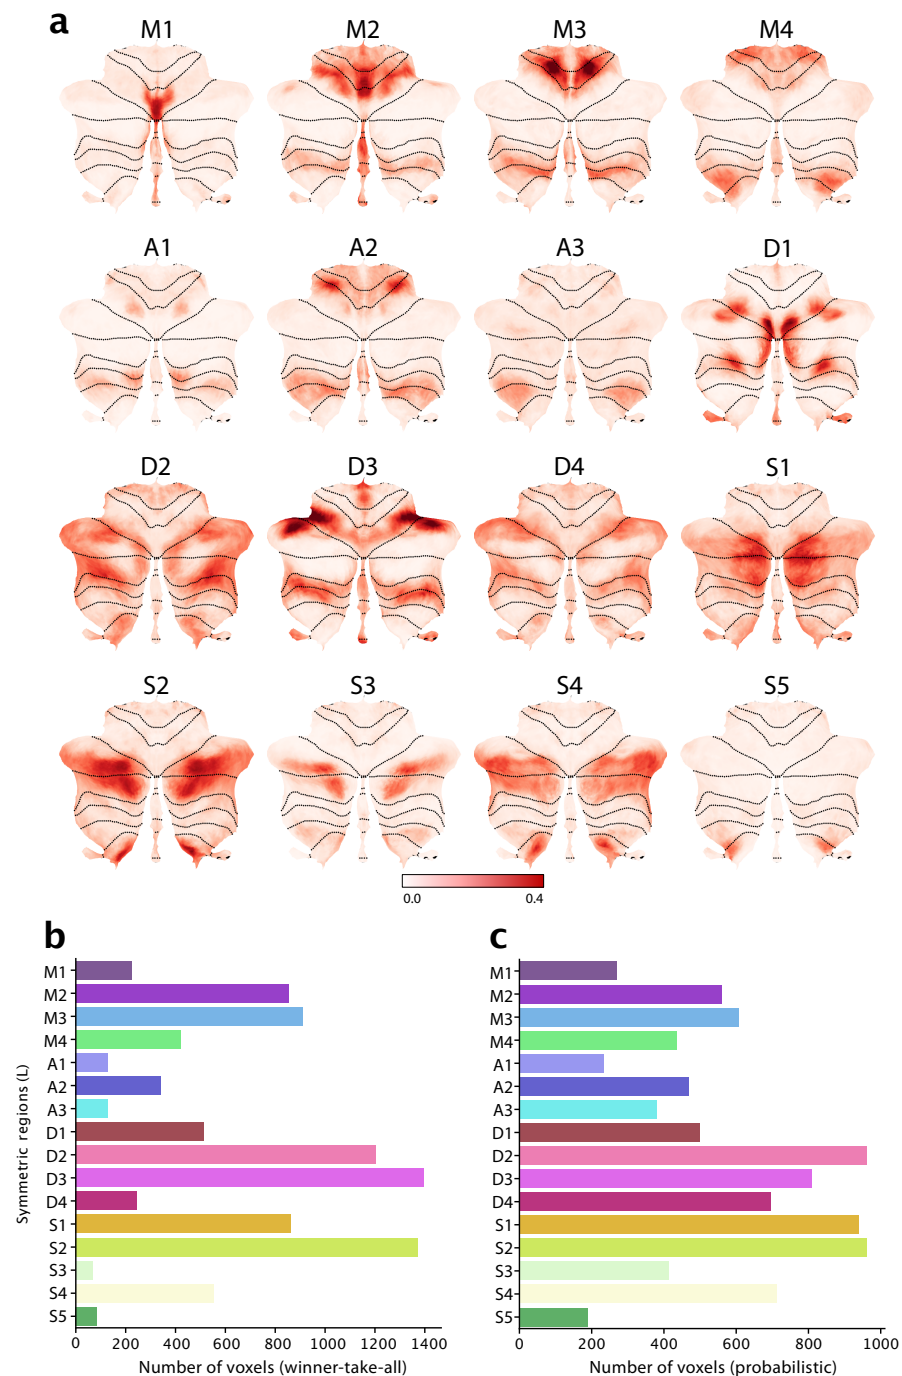 a
M1 M2 M3 M4
A1 A2 A3 D1
D2 D3 D4 S1
S2 S3 S4 S5
0.0 0.4
b
Symmetric regions (L)
M1
M2
M3
M4
A1
A2
A3
D1
D2
D3
D4
S1
S2
S3
S4
S5
0 200 400 600 800 1000 1200 1400
Number of voxels (winner-take-all)
c
M1
M2
M3
M4
A1
A2
A3
D1
D2
D3
D4
S1
S2
S3
S4
S5
0 200 400 600 800 1000
Number of voxels (probabilistic)